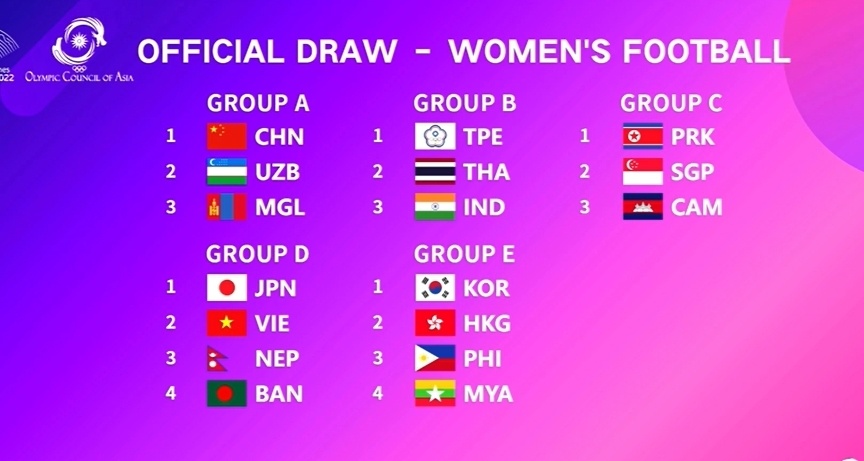 OFFICIAL DRAW - WOMEN'S FOOTBALL
2022
OLYMPIC COUNCIL OF ASIA
GROUP A
1 CHN
2 UZB
3 MGL
GROUP B
1 TPE
2 THA
3 IND
GROUP C
1 PRK
2 SGP
3 CAM
GROUP D
1 JPN
2 VIE
3 NEP
4 BAN
GROUP E
1 KOR
2 HKG
3 PHI
4 MYA